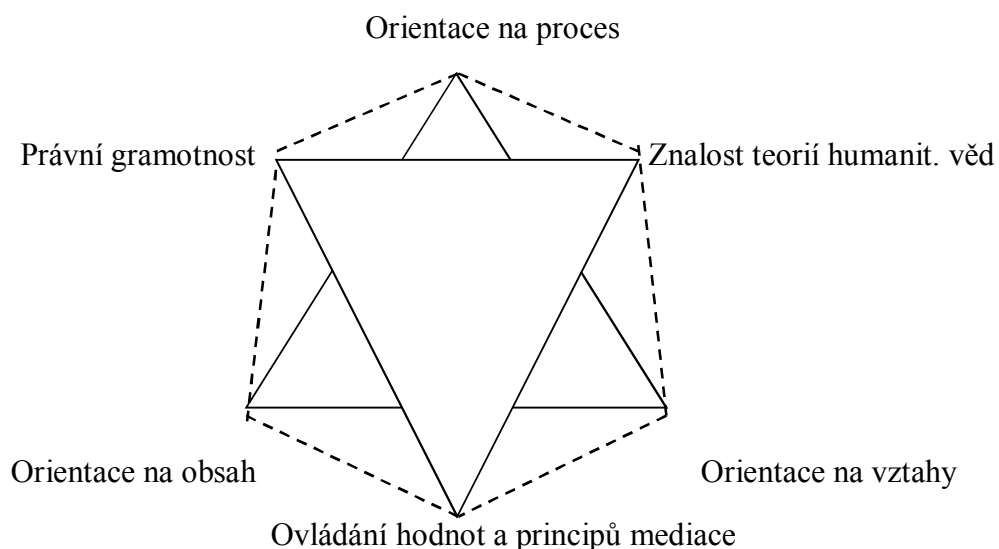 Orientace na proces
Právní gramotnost
Znalost teorií humanit. věd
Orientace na obsah
Orientace na vztahy
Ovládání hodnot a principů mediace